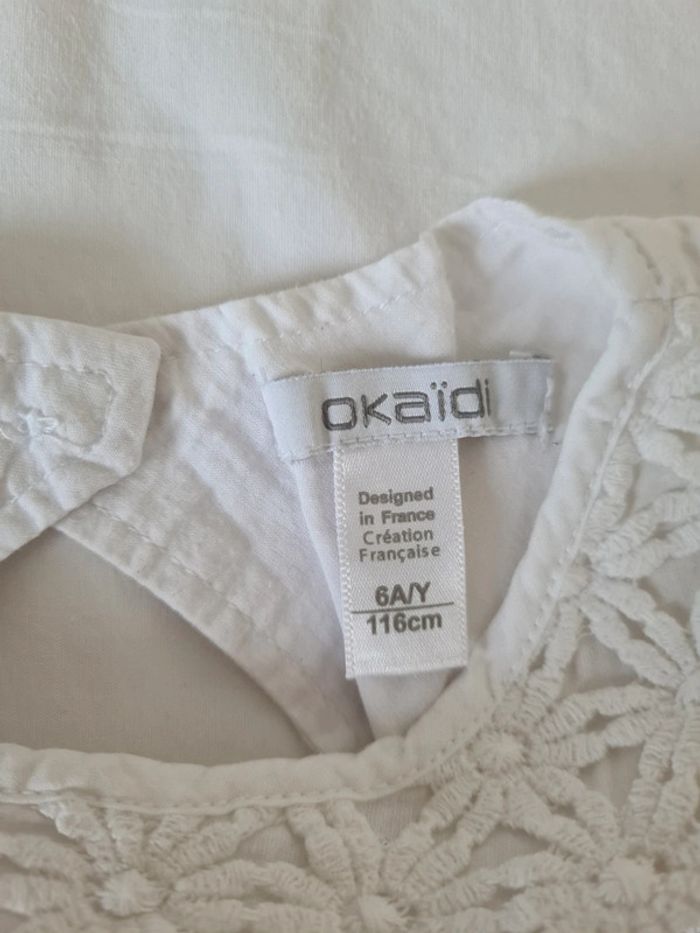 okaïdi
Designed
in France
Création
Française
6A/Y
116cm